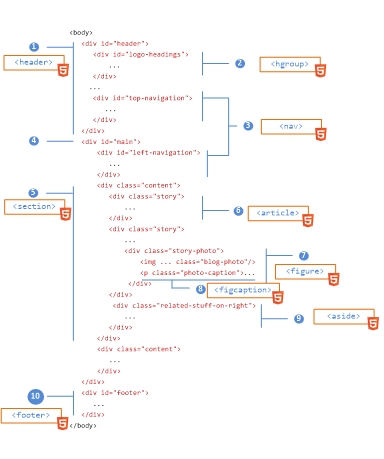 <body>
1 <div id="header">
<header> <div id="logo-headings">
... 2 <hgroup>
</div>
...
<div id="top-navigation">
...
</div> 3 <nav>
</div>
4 <div id="main">
<div id="left-navigation">
...
</div>
<div class="content">
5 <div class="story">
<section> ... 6 <article>
</div>
<div class="story">
...
<div class="story-photo"> 7
<img ... class="blog-photo"/> <figure>
<p classs="photo-caption">...
</div> 8 <figcaption>
</div>
<div class="related-stuff-on-right">
... 9 <aside>
</div>
</div>
<div class="content">
...
</div>
</div>
10 <div id="footer">
...
<footer> </div>
</body>